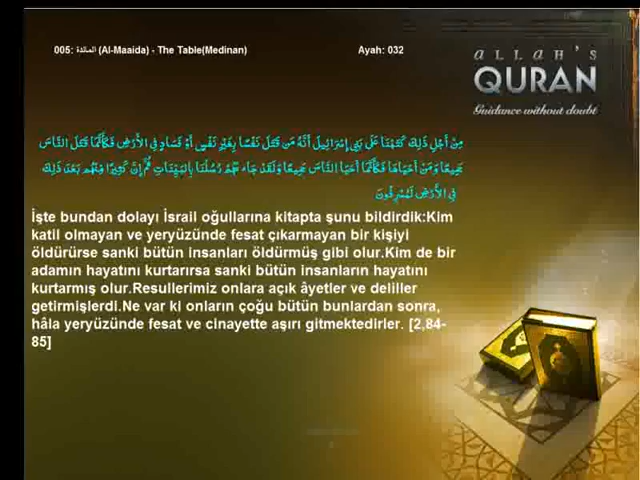 005: المائدة (Al-Maaida) - The Table(Medinan) Ayah: 032
ALLAH'S
QURAN
Guidance without doubt
مِنْ أَجْلِ ذَلِكَ كَتَبْنَا عَلَى بَنِي إِسْرَائِيلَ أَنَّهُ مَن قَتَلَ نَفْسًا بِغَيْرِ نَفْسٍ أَوْ فَسَادٍ فِي الأَرْضِ فَكَأَنَّمَا قَتَلَ النَّاسَ
جَمِيعًا وَمَنْ أَحْيَاهَا فَكَأَنَّمَا أَحْيَا النَّاسَ جَمِيعًا وَلَقَدْ جَاءَتْهُمْ رُسُلُنَا بِالبَيِّنَاتِ ثُمَّ إِنَّ كَثِيرًا مِّنْهُم بَعْدَ ذَلِكَ
فِي الأَرْضِ لَمُسْرِفُونَ
İşte bundan dolayı İsrail oğullarına kitapta şunu bildirdik:Kim
katil olmayan ve yeryüzünde fesat çıkarmayan bir kişiyi
öldürürse sanki bütün insanları öldürmüş gibi olur.Kim de bir
adamın hayatını kurtarırsa sanki bütün insanların hayatını
kurtarmış olur.Resullerimiz onlara açık âyetler ve deliller
getirmişlerdi.Ne var ki onların çoğu bütün bunlardan sonra,
hâla yeryüzünde fesat ve cinayette aşırı gitmektedirler. [2,84-
85]